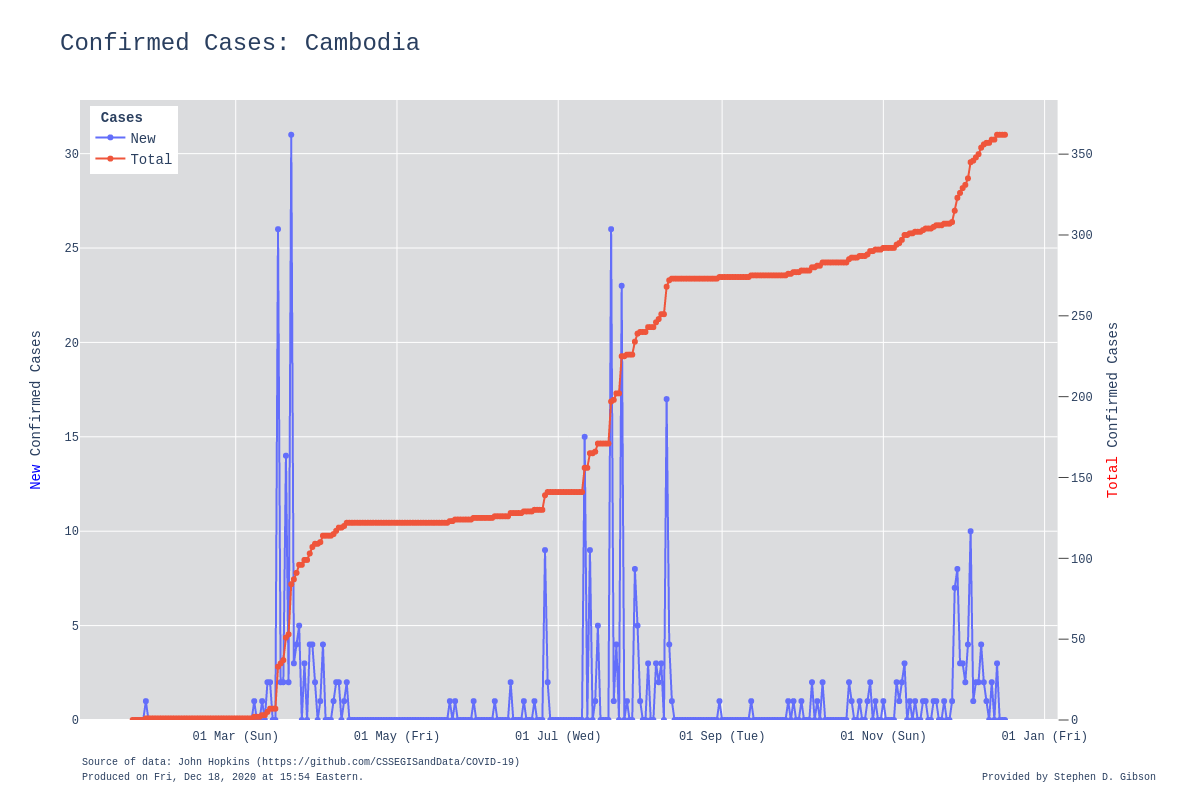 Confirmed Cases: Cambodia
Cases
New
Total
30
25
20
15
10
5
0
350
300
250
200
150
100
50
0
New Confirmed Cases
Total Confirmed Cases
01 Mar (Sun)
01 May (Fri)
01 Jul (Wed)
01 Sep (Tue)
01 Nov (Sun)
01 Jan (Fri)
Source of data: John Hopkins (https://github.com/CSSEGISandData/COVID-19)
Produced on Fri, Dec 18, 2020 at 15:54 Eastern.
Provided by Stephen D. Gibson